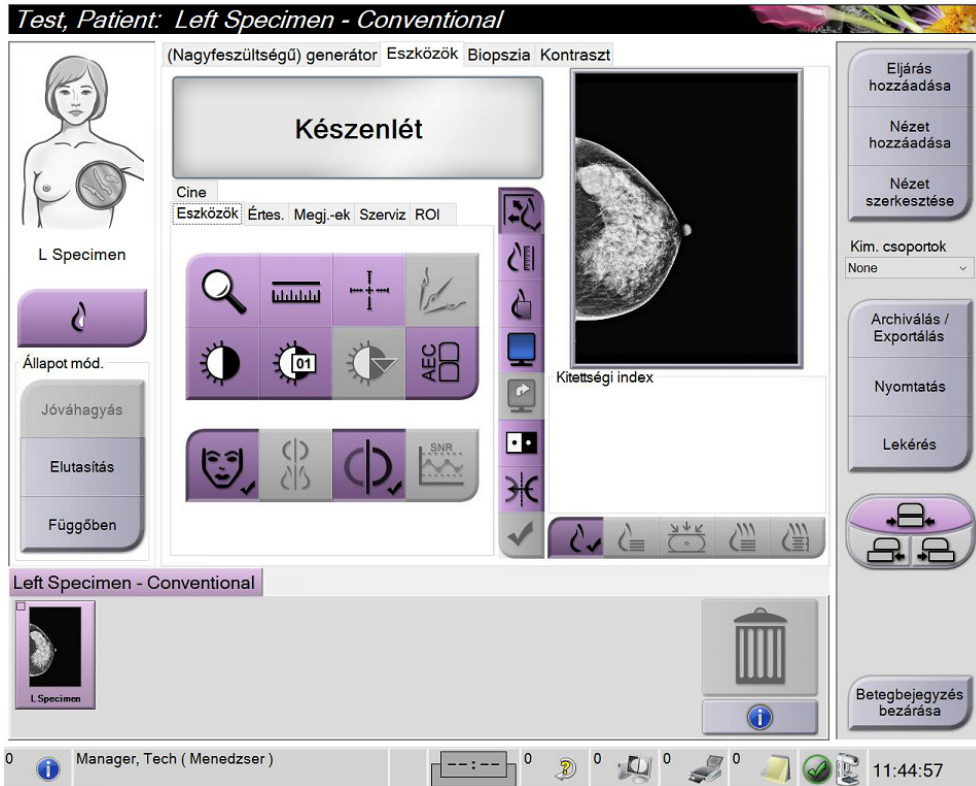 Test, Patient: Left Specimen - Conventional
(Nagyfeszültségű) generátor Eszközök Biopszia Kontraszt
Készenlét
Cine
Eszközök Értes. Megj.-ek Szerviz ROI
01
AEC
SNR
L Specimen
Állapot mód.
Jóváhagyás
Elutasítás
Függőben
Kitettségi index
Eljárás
hozzáadása
Nézet
hozzáadása
Nézet
szerkesztése
Kim. csoportok
None
Archiválás /
Exportálás
Nyomtatás
Lekérés
Left Specimen - Conventional
L Specimen
Betegbejegyzés
bezárása
0 Manager, Tech ( Menedzser ) --:-- 0 0 0 0 11:44:57